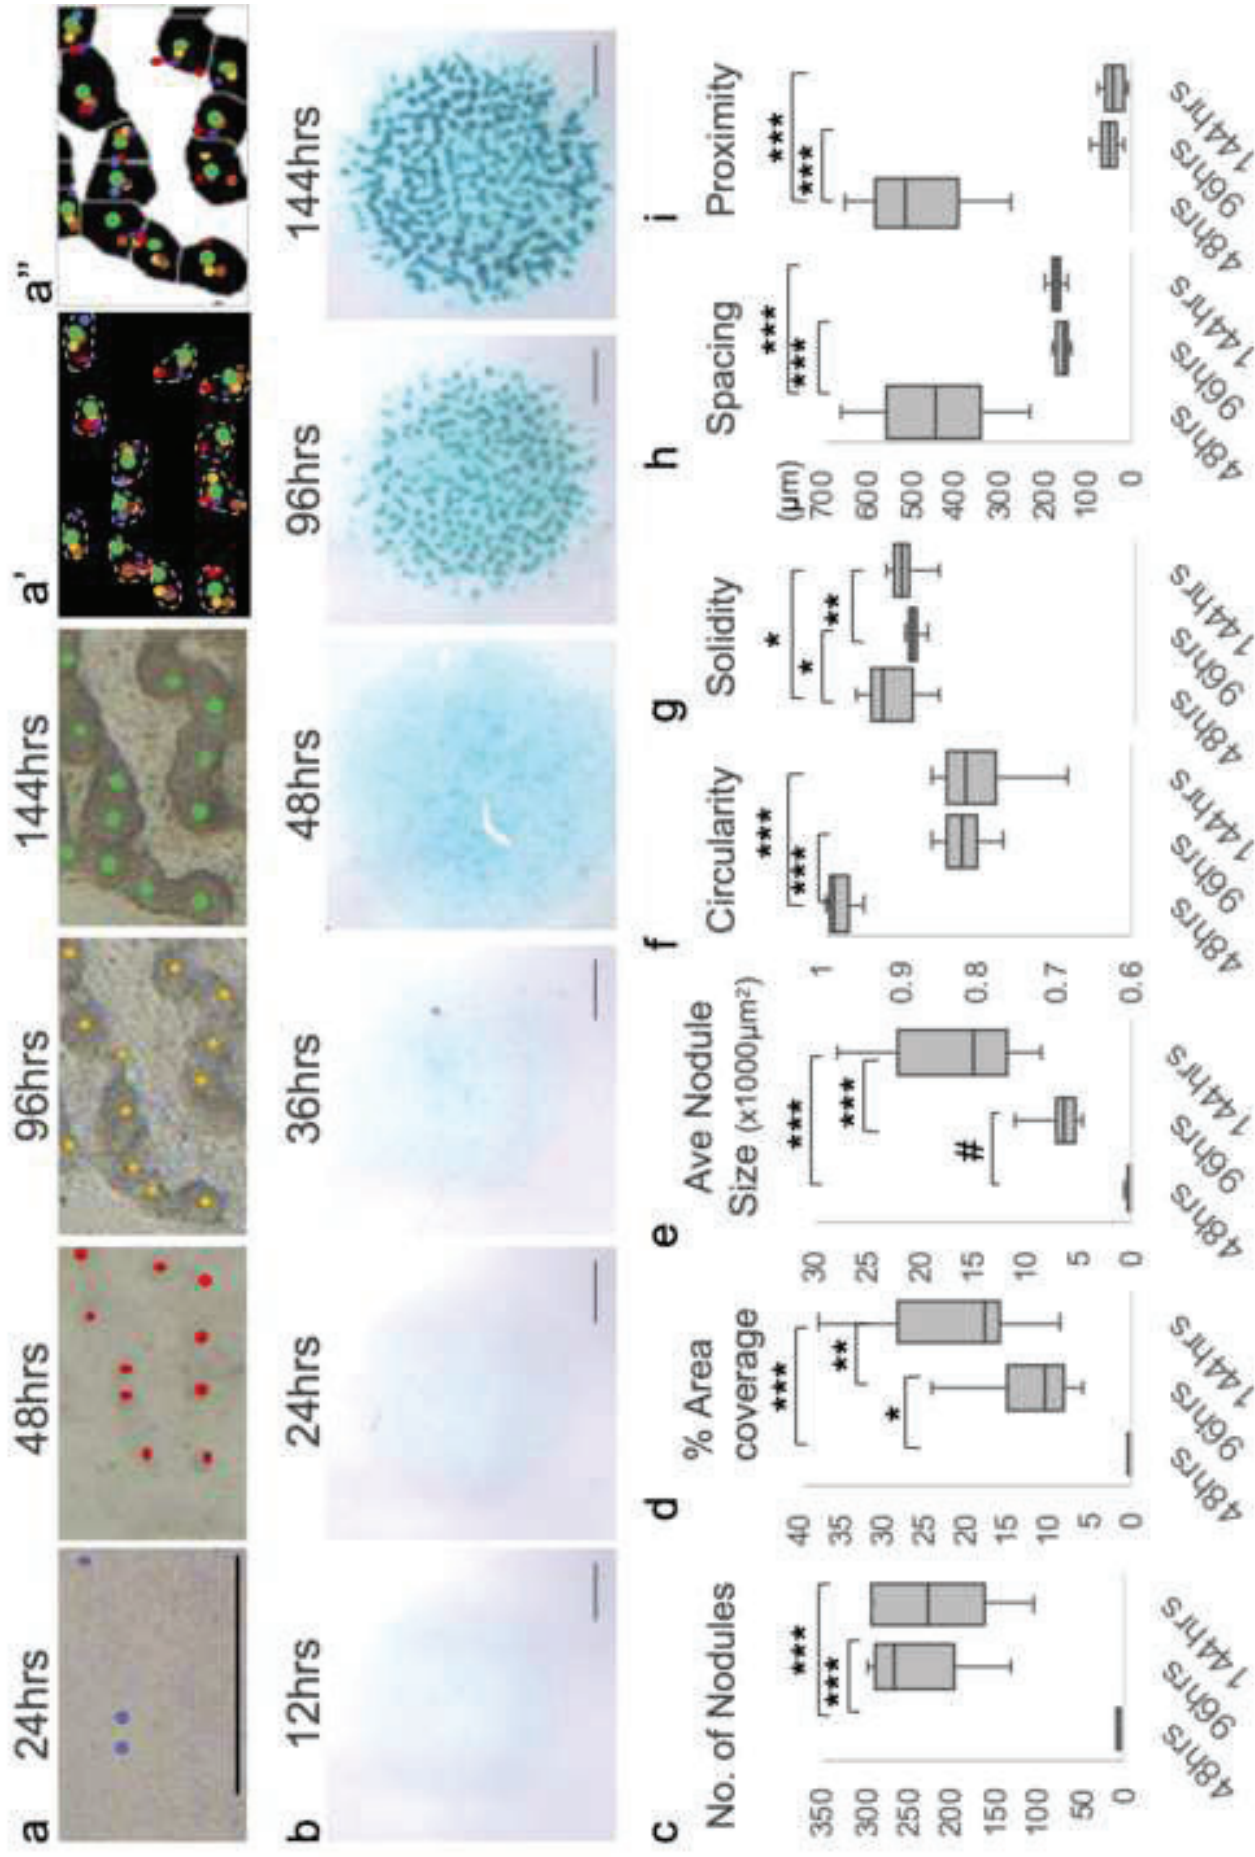 a
24hrs
48hrs
96hrs
144hrs
a'
a"
b
12hrs
24hrs
36hrs
48hrs
96hrs
144hrs
c
No. of Nodules
350
300
250
200
150
100
50
0
***
***
48hrs
96hrs
144hrs
d
% Area
coverage
40
35
30
25
20
15
10
5
0
***
**
*
48hrs
96hrs
144hrs
e
Ave Nodule
Size (x1000µm²)
30
25
20
15
10
5
0
***
***
#
48hrs
96hrs
144hrs
f
Circularity
1
0.9
0.8
0.7
0.6
***
***
48hrs
96hrs
144hrs
g
Solidity
*
*
**
48hrs
96hrs
144hrs
h
Spacing
(µm)
700
600
500
400
300
200
100
0
***
***
48hrs
96hrs
144hrs
i
Proximity
***
***
48hrs
96hrs
144hrs